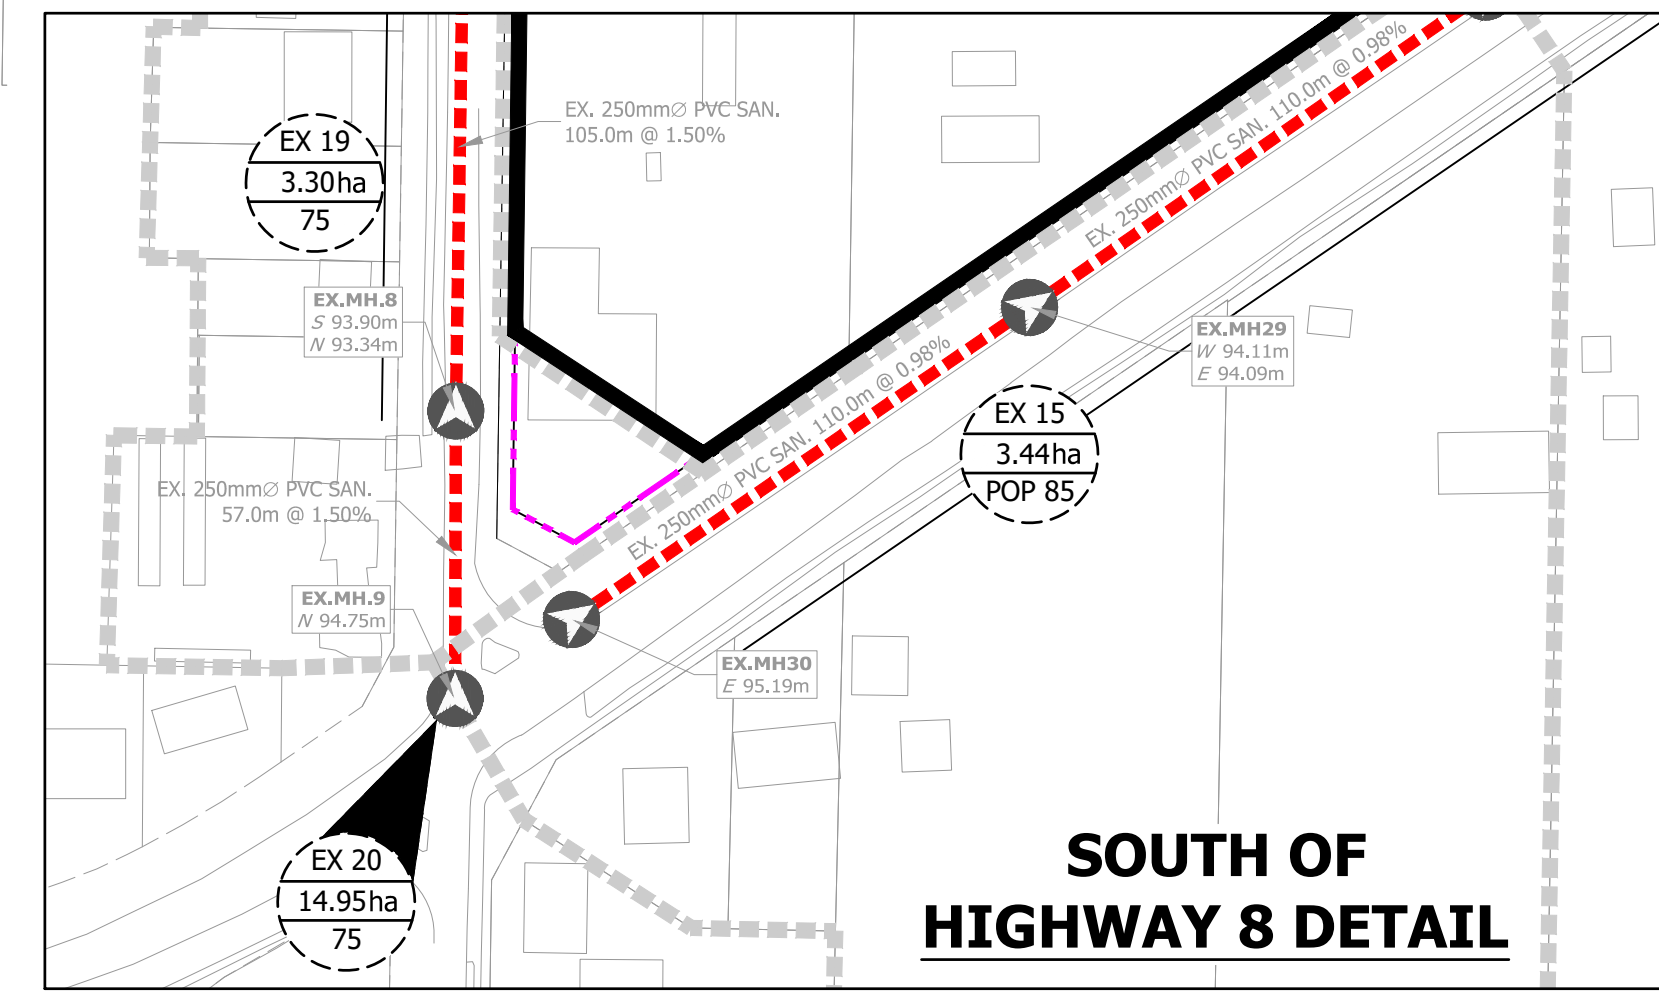 EX. 250mmØ PVC SAN.
105.0m @ 1.50%
EX. 250mmØ PVC SAN. 110.0m @ 0.98%
EX 19
3.30ha
75
EX.MH.8
S 93.90m
N 93.34m
EX.MH29
W 94.11m
E 94.09m
EX. 250mmØ PVC SAN. 110.0m @ 0.98%
EX 15
3.44ha
POP 85
EX. 250mmØ PVC SAN.
57.0m @ 1.50%
EX.MH.9
N 94.75m
EX.MH30
E 95.19m
EX 20
14.95ha
75
SOUTH OF
HIGHWAY 8 DETAIL